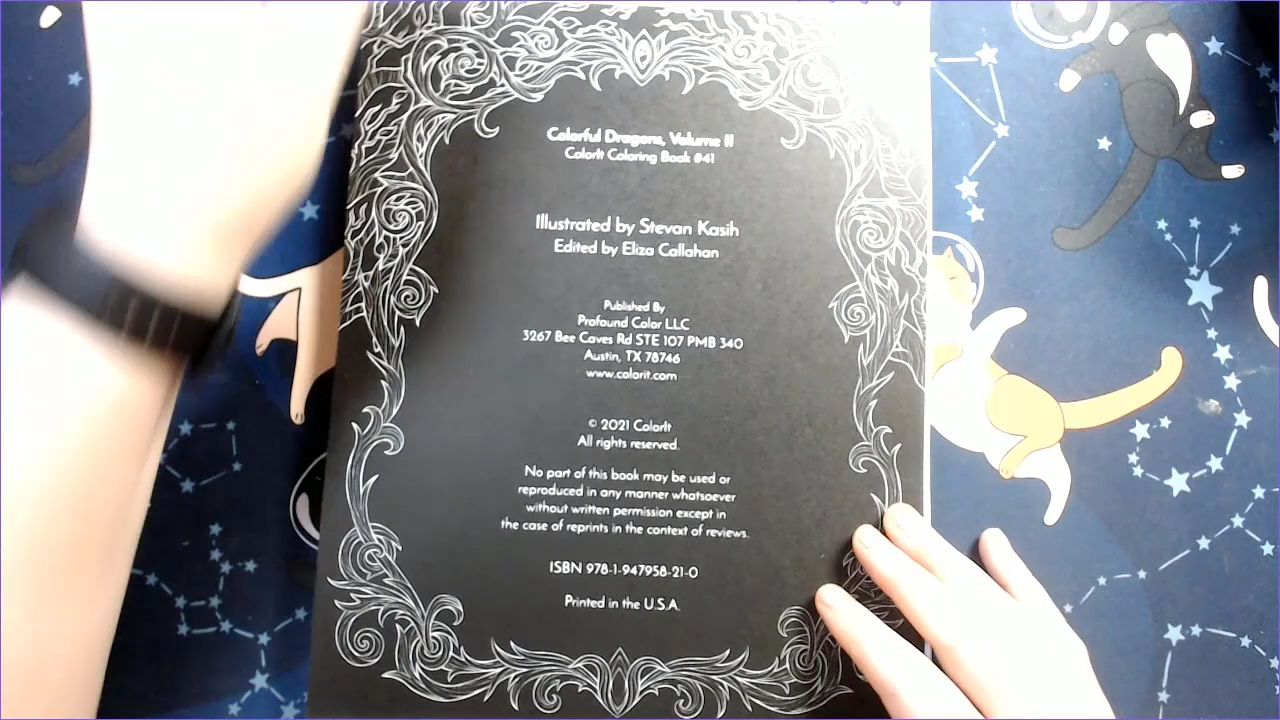 Colorful Dragons, Volume II
ColorIt Coloring Book #41
Illustrated by Stevan Kasih
Edited by Eliza Callahan
Published By
Profound Color LLC
3267 Bee Caves Rd STE 107 PMB 340
Austin, TX 78746
www.colorit.com
© 2021 ColorIt
All rights reserved.
No part of this book may be used or
reproduced in any manner whatsoever
without written permission except in
the case of reprints in the context of reviews.
ISBN 978-1-947958-21-0
Printed in the U.S.A.